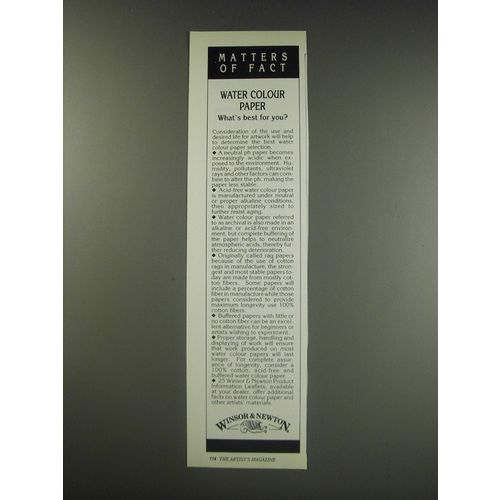 MATTERS
OF FACT
WATER COLOUR
PAPER
What's best for you?
Consideration of the use and
desired life for artwork will help
to determine the best water
colour paper selection.
◆ A neutral ph paper becomes
increasingly acidic when ex-
posed to the environment. Hu-
midity, pollutants, ultraviolet
rays and other factors can com-
bine to alter the ph, making the
paper less stable.
◆ Acid-free water colour paper
is manufactured under neutral
or proper alkaline conditions,
then appropriately sized to
further resist aging.
◆ Water colour paper referred
to as archival is also made in an
alkaline or acid-free environ-
ment, but complete buffering of
the paper helps to neutralize
atmospheric acids, thereby fur-
ther reducing deterioration.
◆ Originally called rag papers
because of the use of cotton
rags in manufacture, the stron-
gest and most stable papers to-
day are made from mostly cot-
ton fibers. Some papers will
include a percentage of cotton
fiber in manufacture while those
papers considered to provide
maximum longevity use 100%
cotton fibers.
◆ Buffered papers with little or
no cotton fiber can be an excel-
lent alternative for beginners or
artists wishing to experiment.
◆ Proper storage, handling and
displaying of work will ensure
that work produced on most
water colour papers will last
longer. For complete assur-
ance of longevity, consider a
100% cotton, acid-free and
buffered water colour paper.
◆ 25 Winsor & Newton Product
Information Leaflets, available
at your dealer, offer additional
facts on water colour paper and
other artists' materials.
WINSOR & NEWTON
114 THE ARTIST'S MAGAZINE